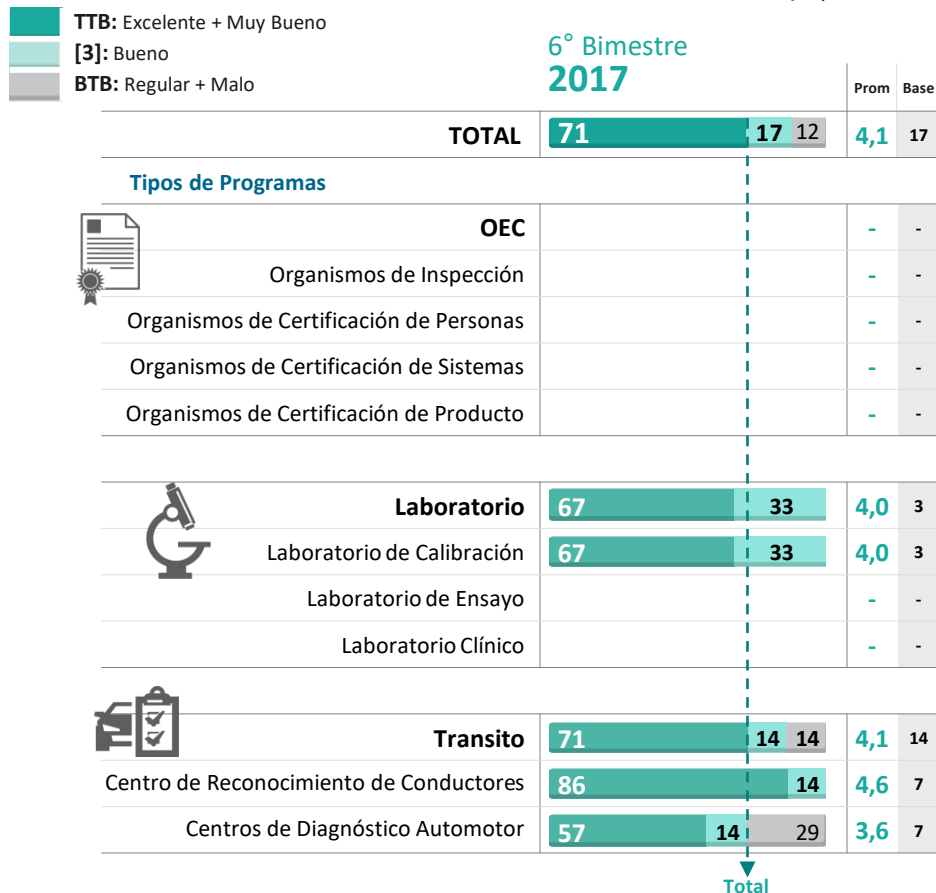 TTB: Excelente + Muy Bueno
[3]: Bueno
BTB: Regular + Malo
6° Bimestre
2017
Prom Base
TOTAL 71 17 12 4,1 17
Tipos de Programas
OEC - -
Organismos de Inspección - -
Organismos de Certificación de Personas - -
Organismos de Certificación de Sistemas - -
Organismos de Certificación de Producto - -
Laboratorio 67 33 4,0 3
Laboratorio de Calibración 67 33 4,0 3
Laboratorio de Ensayo - -
Laboratorio Clínico - -
Transito 71 14 14 4,1 14
Centro de Reconocimiento de Conductores 86 14 4,6 7
Centros de Diagnóstico Automotor 57 14 29 3,6 7
Total